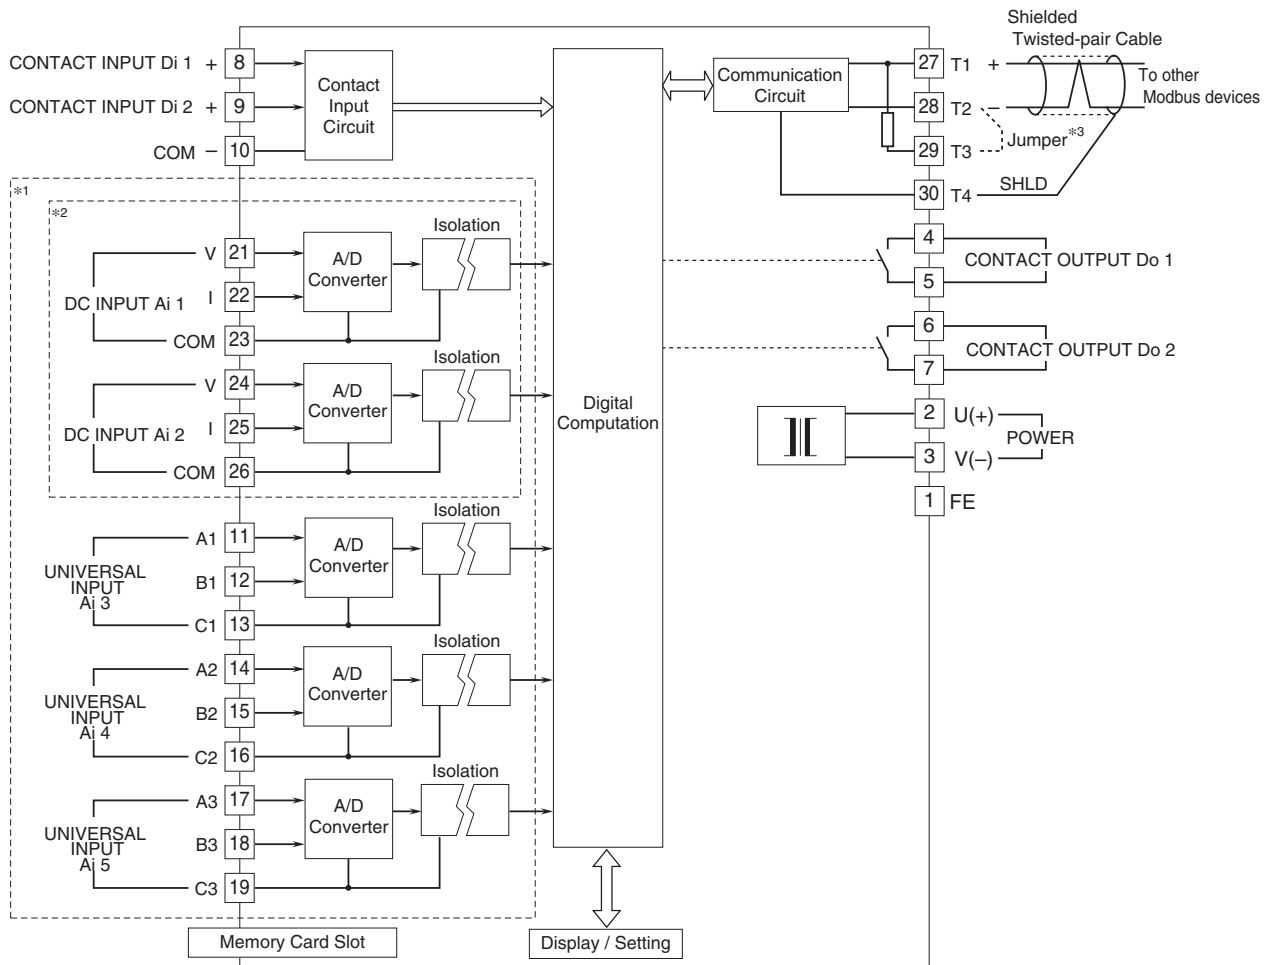 Shielded
Twisted-pair Cable
CONTACT INPUT Di 1 + 8
CONTACT INPUT Di 2 + 9
COM – 10
Contact
Input
Circuit
Communication
Circuit
27 T1 +
28 T2 –
29 T3
30 T4 SHLD
Jumper*3
To other
Modbus devices
*1
*2
DC INPUT Ai 1
V 21
I 22
COM 23
A/D
Converter
Isolation
DC INPUT Ai 2
V 24
I 25
COM 26
A/D
Converter
Isolation
UNIVERSAL
INPUT
Ai 3
A1 11
B1 12
C1 13
A/D
Converter
Isolation
UNIVERSAL
INPUT
Ai 4
A2 14
B2 15
C2 16
A/D
Converter
Isolation
UNIVERSAL
INPUT
Ai 5
A3 17
B3 18
C3 19
A/D
Converter
Isolation
Digital
Computation
4
5
CONTACT OUTPUT Do 1
6
7
CONTACT OUTPUT Do 2
2 U(+)
3 V(–)
POWER
1 FE
Memory Card Slot
Display / Setting